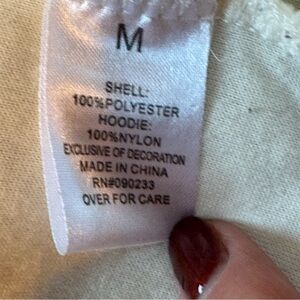 M
SHELL:
100%POLYESTER
HOODIE:
100%NYLON
EXCLUSIVE OF DECORATION
MADE IN CHINA
RN#090233
OVER FOR CARE